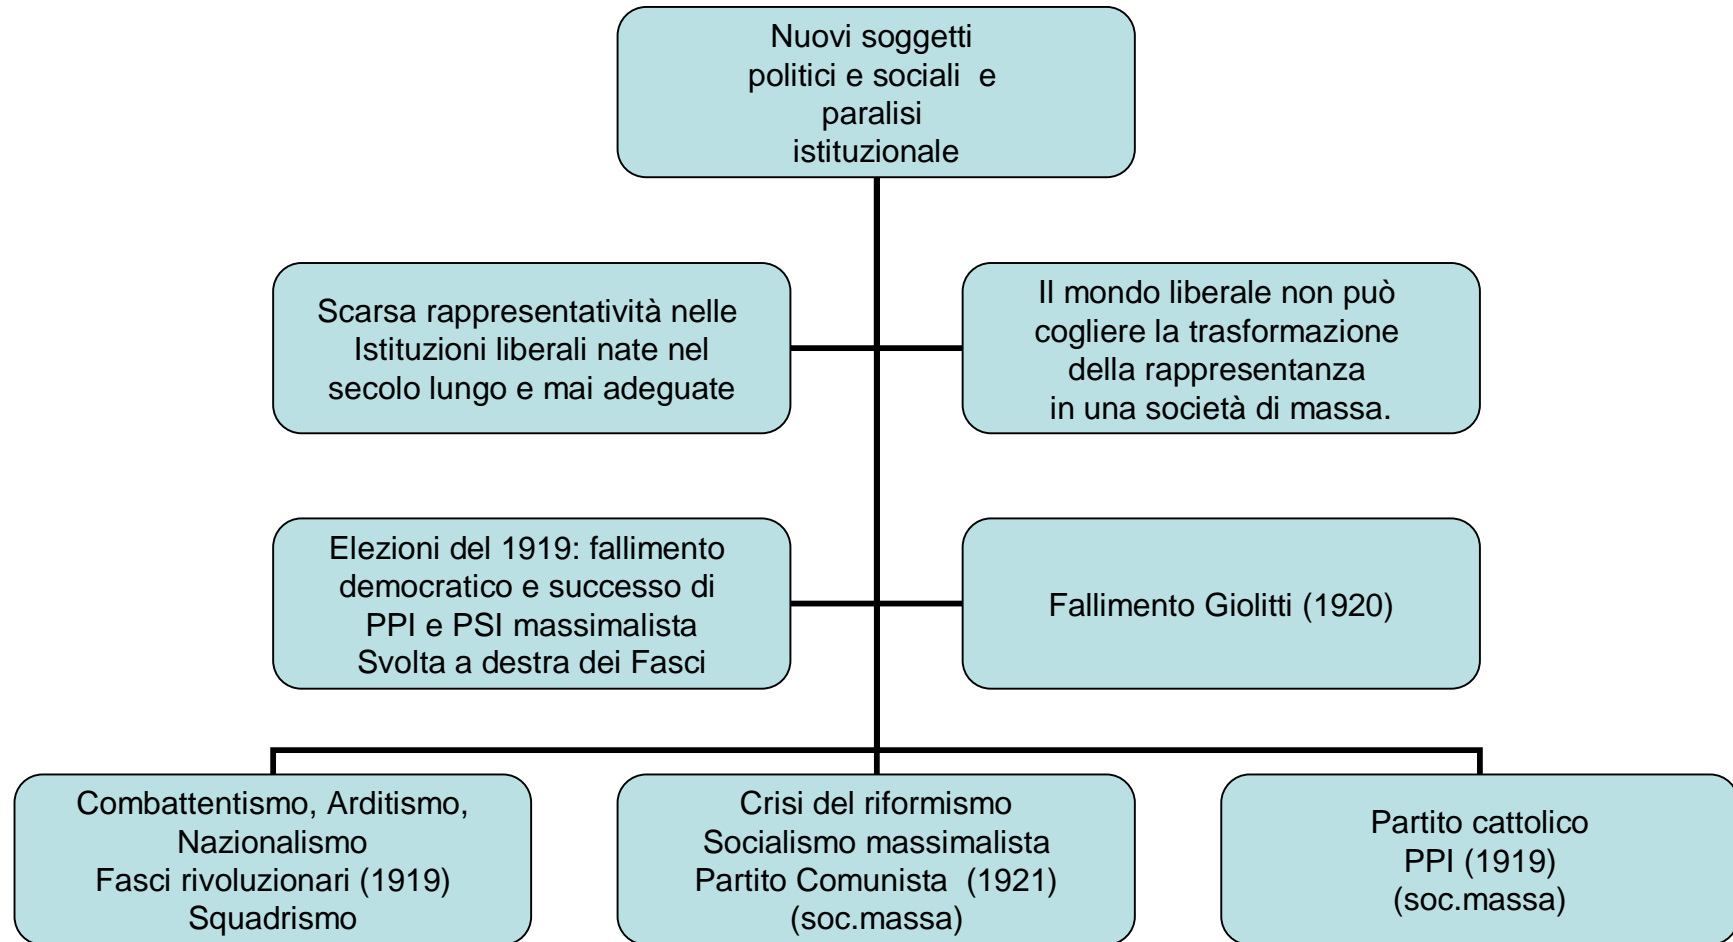 Nuovi soggetti
politici e sociali e
paralisi
istituzionale
Scarsa rappresentatività nelle
Istituzioni liberali nate nel
secolo lungo e mai adeguate
Il mondo liberale non può
cogliere la trasformazione
della rappresentanza
in una società di massa.
Elezioni del 1919: fallimento
democratico e successo di
PPI e PSI massimalista
Svolta a destra dei Fasci
Fallimento Giolitti (1920)
Combattentismo, Arditismo,
Nazionalismo
Fasci rivoluzionari (1919)
Squadrismo
Crisi del riformismo
Socialismo massimalista
Partito Comunista (1921)
(soc.massa)
Partito cattolico
PPI (1919)
(soc.massa)